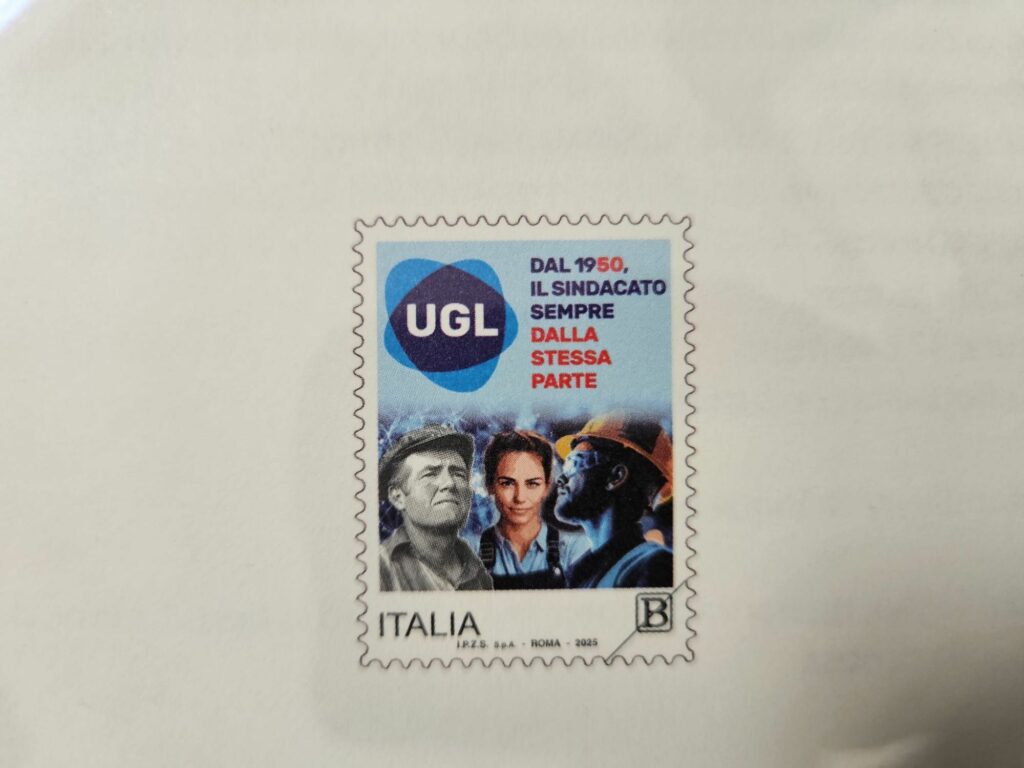 UGL
DAL 1950,
IL SINDACATO
SEMPRE
DALLA
STESSA
PARTE
ITALIA
B
I.P.Z.S. S.p.A. - ROMA - 2025